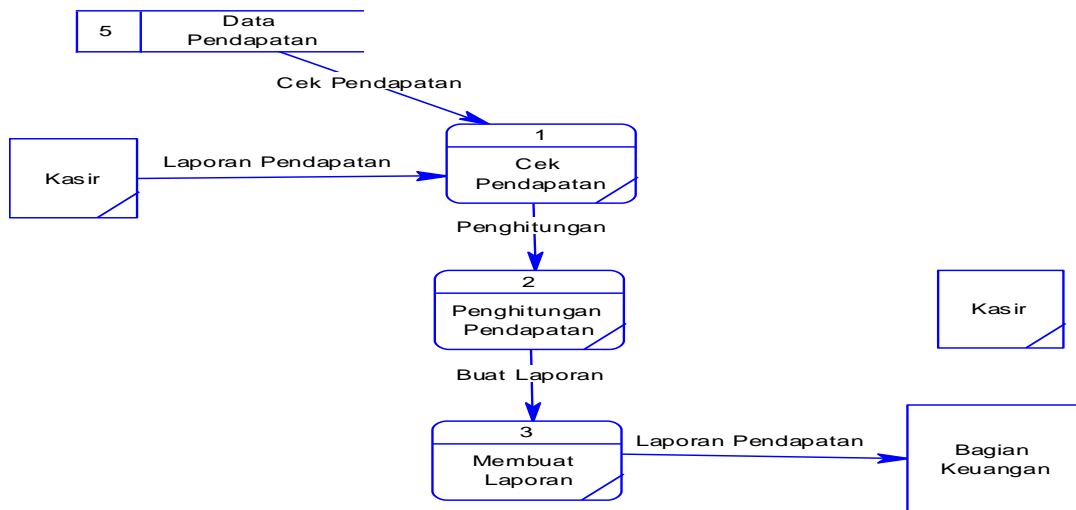 5
Data
Pendapatan
Cek Pendapatan
1
Cek
Pendapatan
Kasir
Laporan Pendapatan
Penghitungan
2
Penghitungan
Pendapatan
Kasir
Buat Laporan
3
Membuat
Laporan
Laporan Pendapatan
Bagian
Keuangan